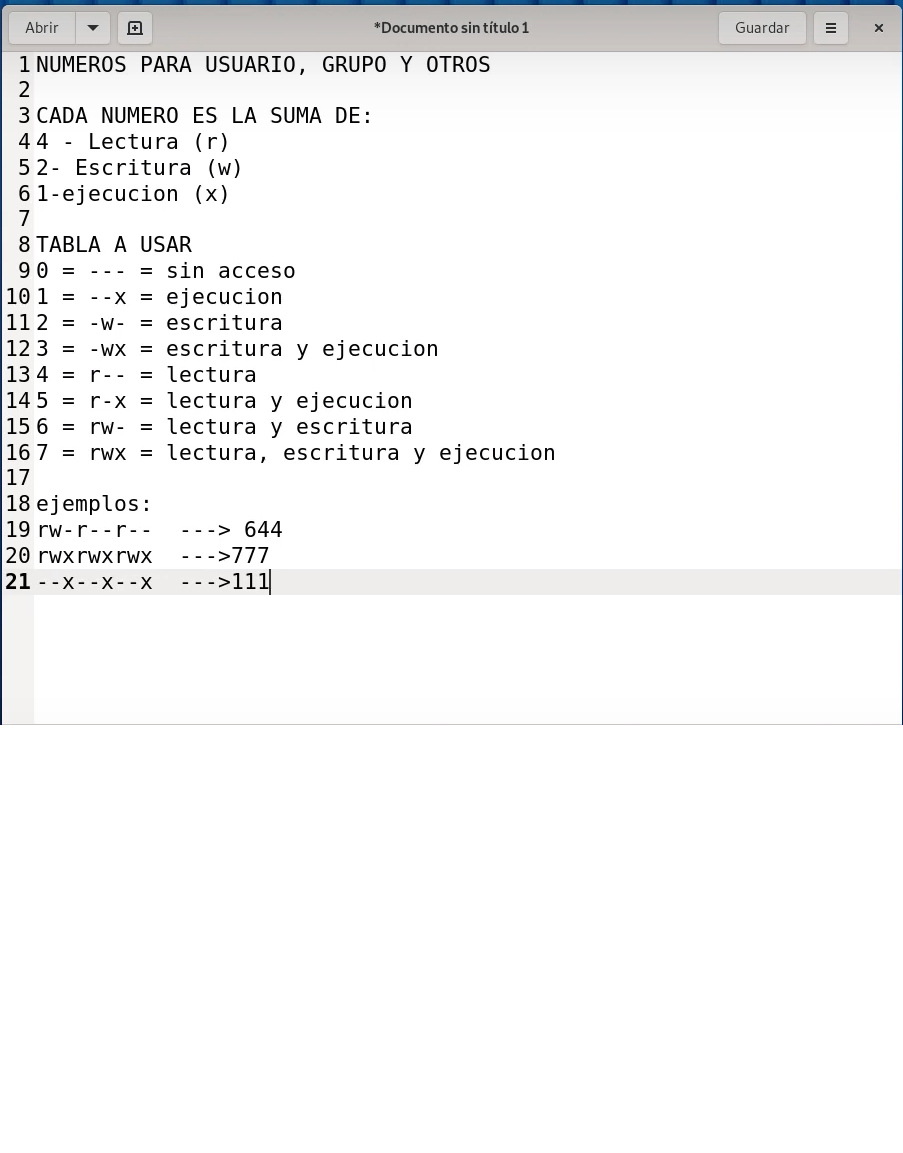 Abrir
*Documento sin título 1
Guardar
1 NUMEROS PARA USUARIO, GRUPO Y OTROS
2
3 CADA NUMERO ES LA SUMA DE:
4 4 - Lectura (r)
5 2- Escritura (w)
6 1-ejecucion (x)
7
8 TABLA A USAR
9 0 = --- = sin acceso
10 1 = --x = ejecucion
11 2 = -w- = escritura
12 3 = -wx = escritura y ejecucion
13 4 = r-- = lectura
14 5 = r-x = lectura y ejecucion
15 6 = rw- = lectura y escritura
16 7 = rwx = lectura, escritura y ejecucion
17
18 ejemplos:
19 rw-r--r--  ---> 644
20 rwxrwxrwx  --->777
21 --x--x--x  --->111